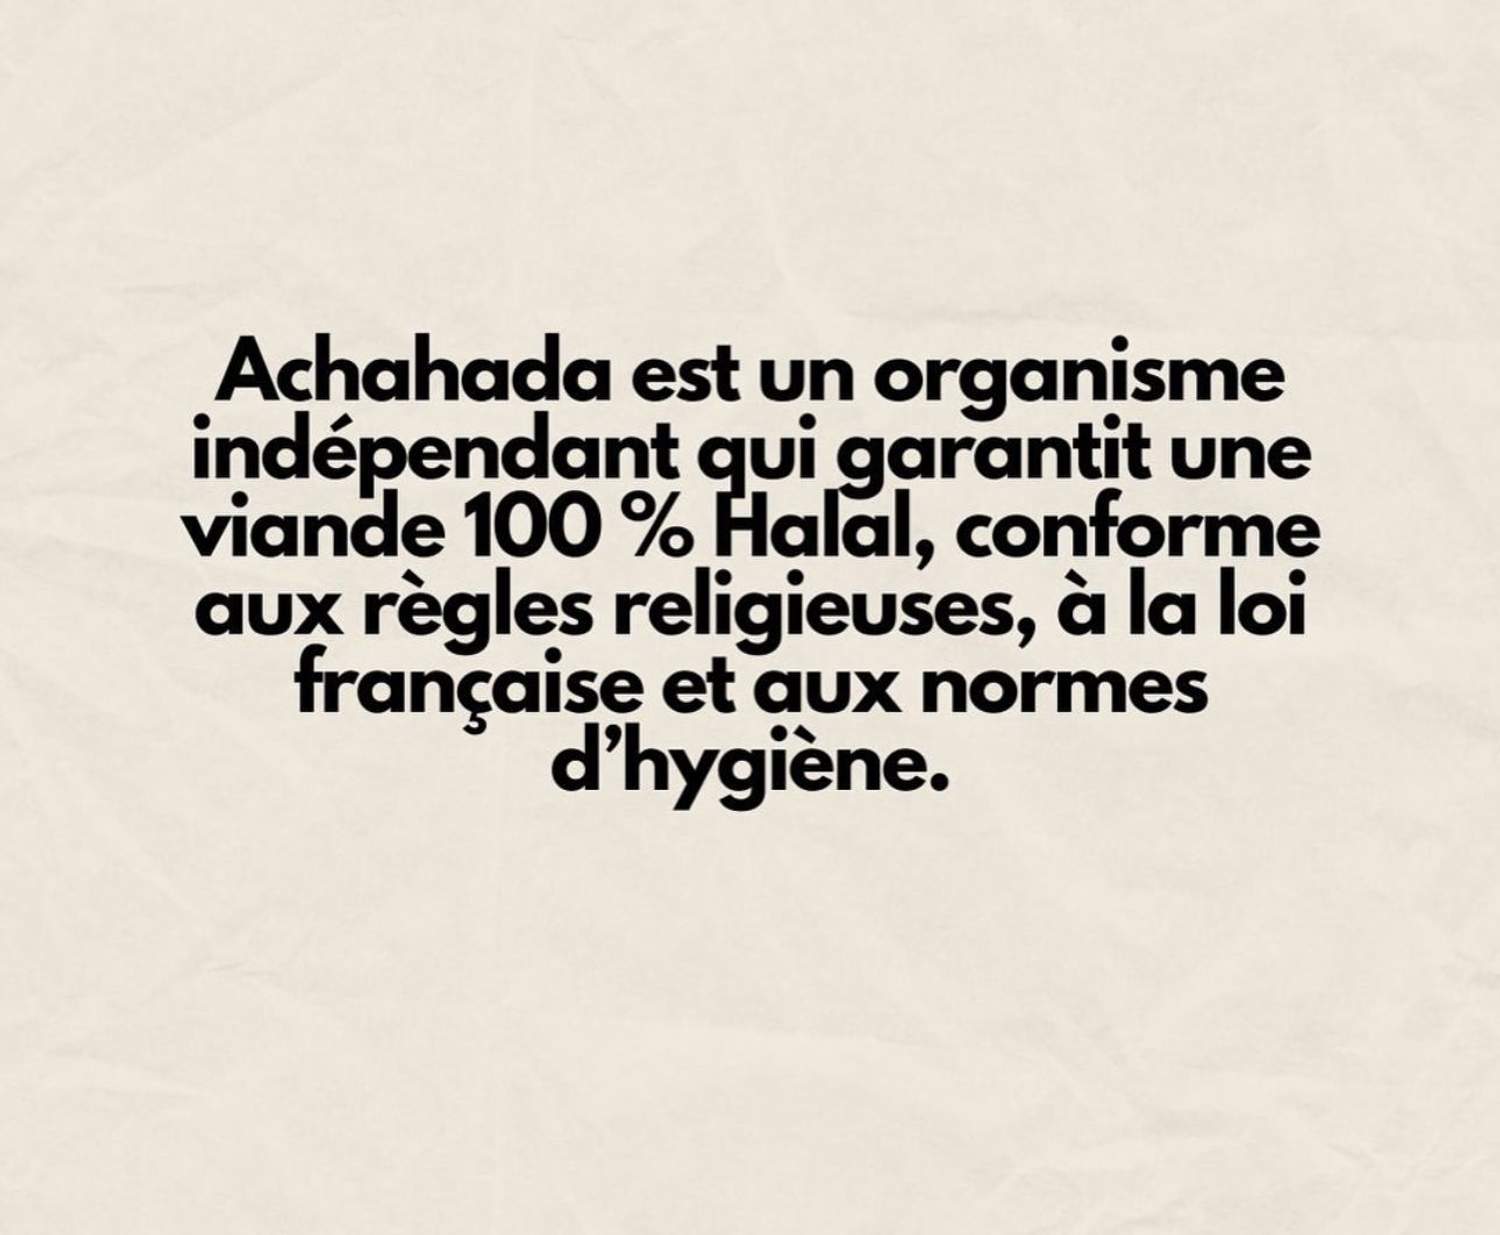 Achahada est un organisme
indépendant qui garantit une
viande 100 % Halal, conforme
aux règles religieuses, à la loi
française et aux normes
d’hygiène.